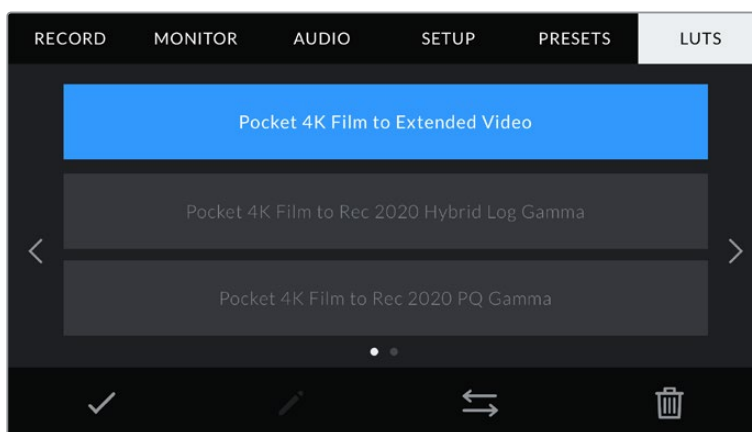 RECORD MONITOR AUDIO SETUP PRESETS LUTS
Pocket 4K Film to Extended Video
Pocket 4K Film to Rec 2020 Hybrid Log Gamma
Pocket 4K Film to Rec 2020 PQ Gamma